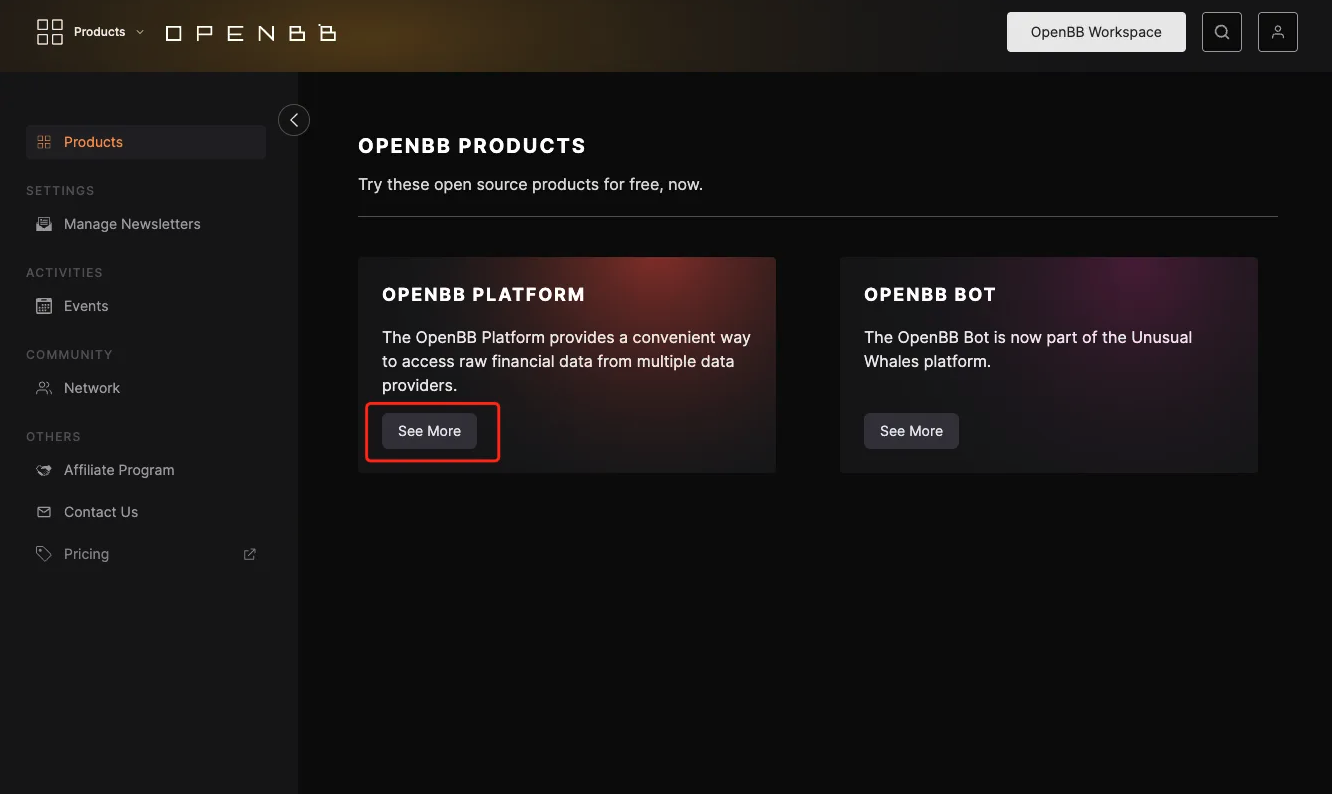 Products
OPENBB
OpenBB Workspace
Products
SETTINGS
Manage Newsletters
ACTIVITIES
Events
COMMUNITY
Network
OTHERS
Affiliate Program
Contact Us
Pricing
OPENBB PRODUCTS
Try these open source products for free, now.
OPENBB PLATFORM
The OpenBB Platform provides a convenient way
to access raw financial data from multiple data
providers.
See More
OPENBB BOT
The OpenBB Bot is now part of the Unusual
Whales platform.
See More